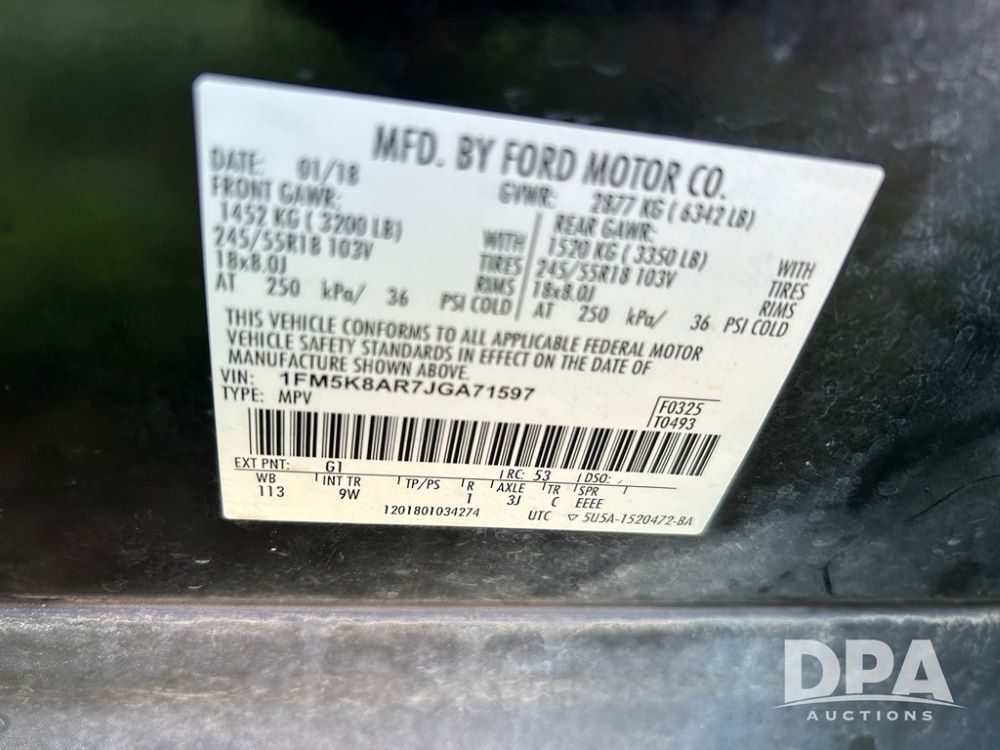 MFD. BY FORD MOTOR CO.
DATE: 01/18
GVWR: 2877 KG ( 6342 LB)
FRONT GAWR:
1452 KG ( 3200 LB)
245/55R18 103V
18x8.0J
AT 250 kPa/ 36 PSI COLD
WITH
TIRES
RIMS
REAR GAWR:
1520 KG ( 3350 LB)
245/55R18 103V
18x8.0J
AT 250 kPa/ 36 PSI COLD
WITH
TIRES
RIMS
THIS VEHICLE CONFORMS TO ALL APPLICABLE FEDERAL MOTOR
VEHICLE SAFETY STANDARDS IN EFFECT ON THE DATE OF
MANUFACTURE SHOWN ABOVE.
VIN: 1FM5K8AR7JGA71597
TYPE: MPV
F0325
T0493
EXT PNT: G1 RC: 53 DSO:
WB INT TR TP/PS R AXLE TR SPR
113 9W 1 3J C EEEE
1201801034274 UTC ▽ 5U5A-1520472-BA
DPA
AUCTIONS